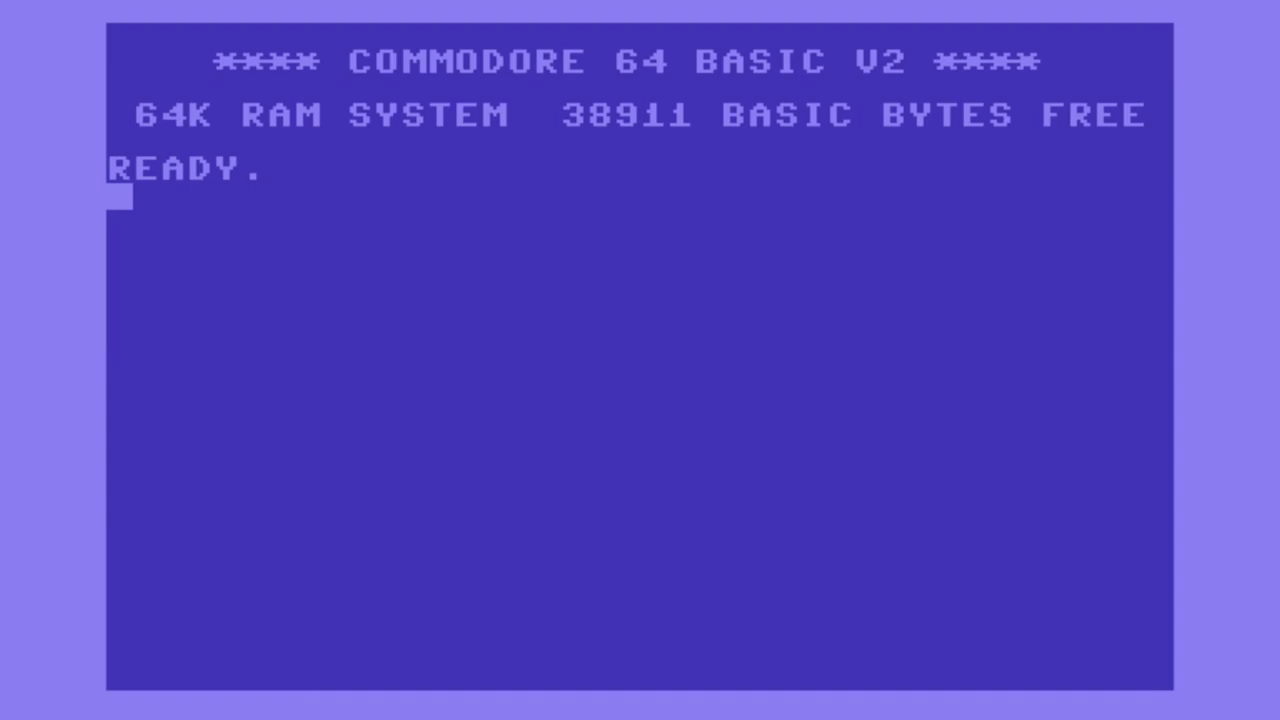 **** COMMODORE 64 BASIC V2 ****
64K RAM SYSTEM  38911 BASIC BYTES FREE
READY.